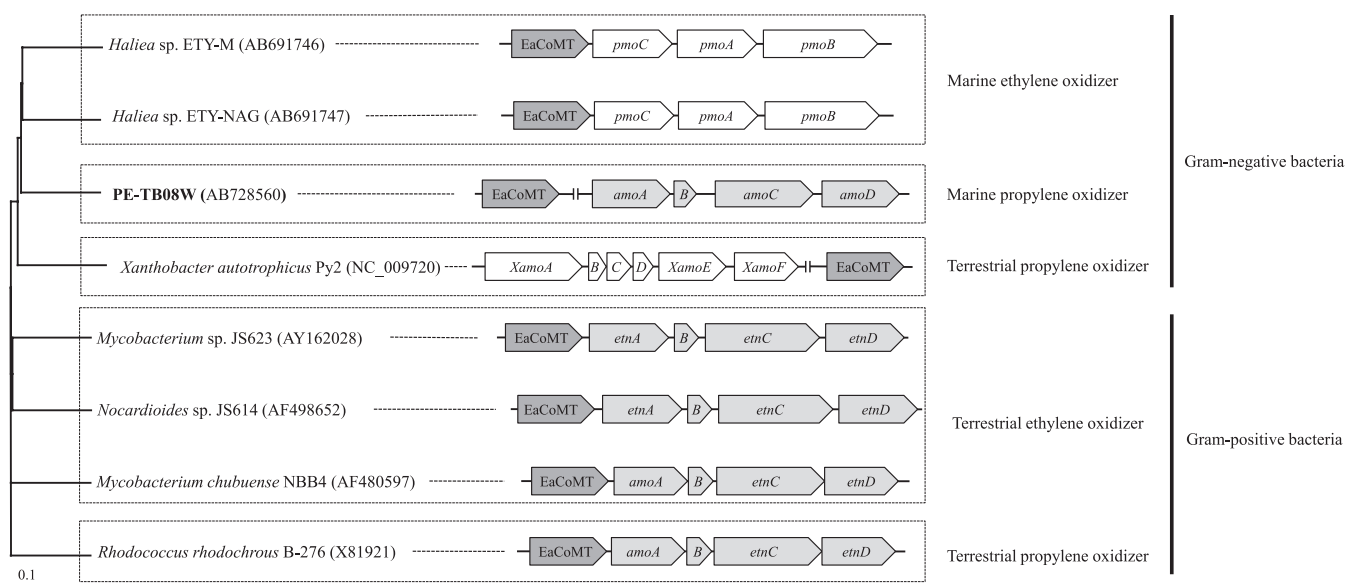 Haliea sp. ETY-M (AB691746) EaCoMT pmoC pmoA pmoB
Marine ethylene oxidizer
Haliea sp. ETY-NAG (AB691747) EaCoMT pmoC pmoA pmoB
Gram-negative bacteria
PE-TB08W (AB728560) EaCoMT amoA B amoC amoD Marine propylene oxidizer
Xanthobacter autotrophicus Py2 (NC_009720) XamoA B C D XamoE XamoF EaCoMT Terrestrial propylene oxidizer
Mycobacterium sp. JS623 (AY162028) EaCoMT etnA B etnC etnD
Nocardioides sp. JS614 (AF498652) EaCoMT etnA B etnC etnD
Terrestrial ethylene oxidizer
Gram-positive bacteria
Mycobacterium chubuense NBB4 (AF480597) EaCoMT amoA B etnC etnD
Rhodococcus rhodochrous B-276 (X81921) EaCoMT amoA B etnC etnD Terrestrial propylene oxidizer
0.1